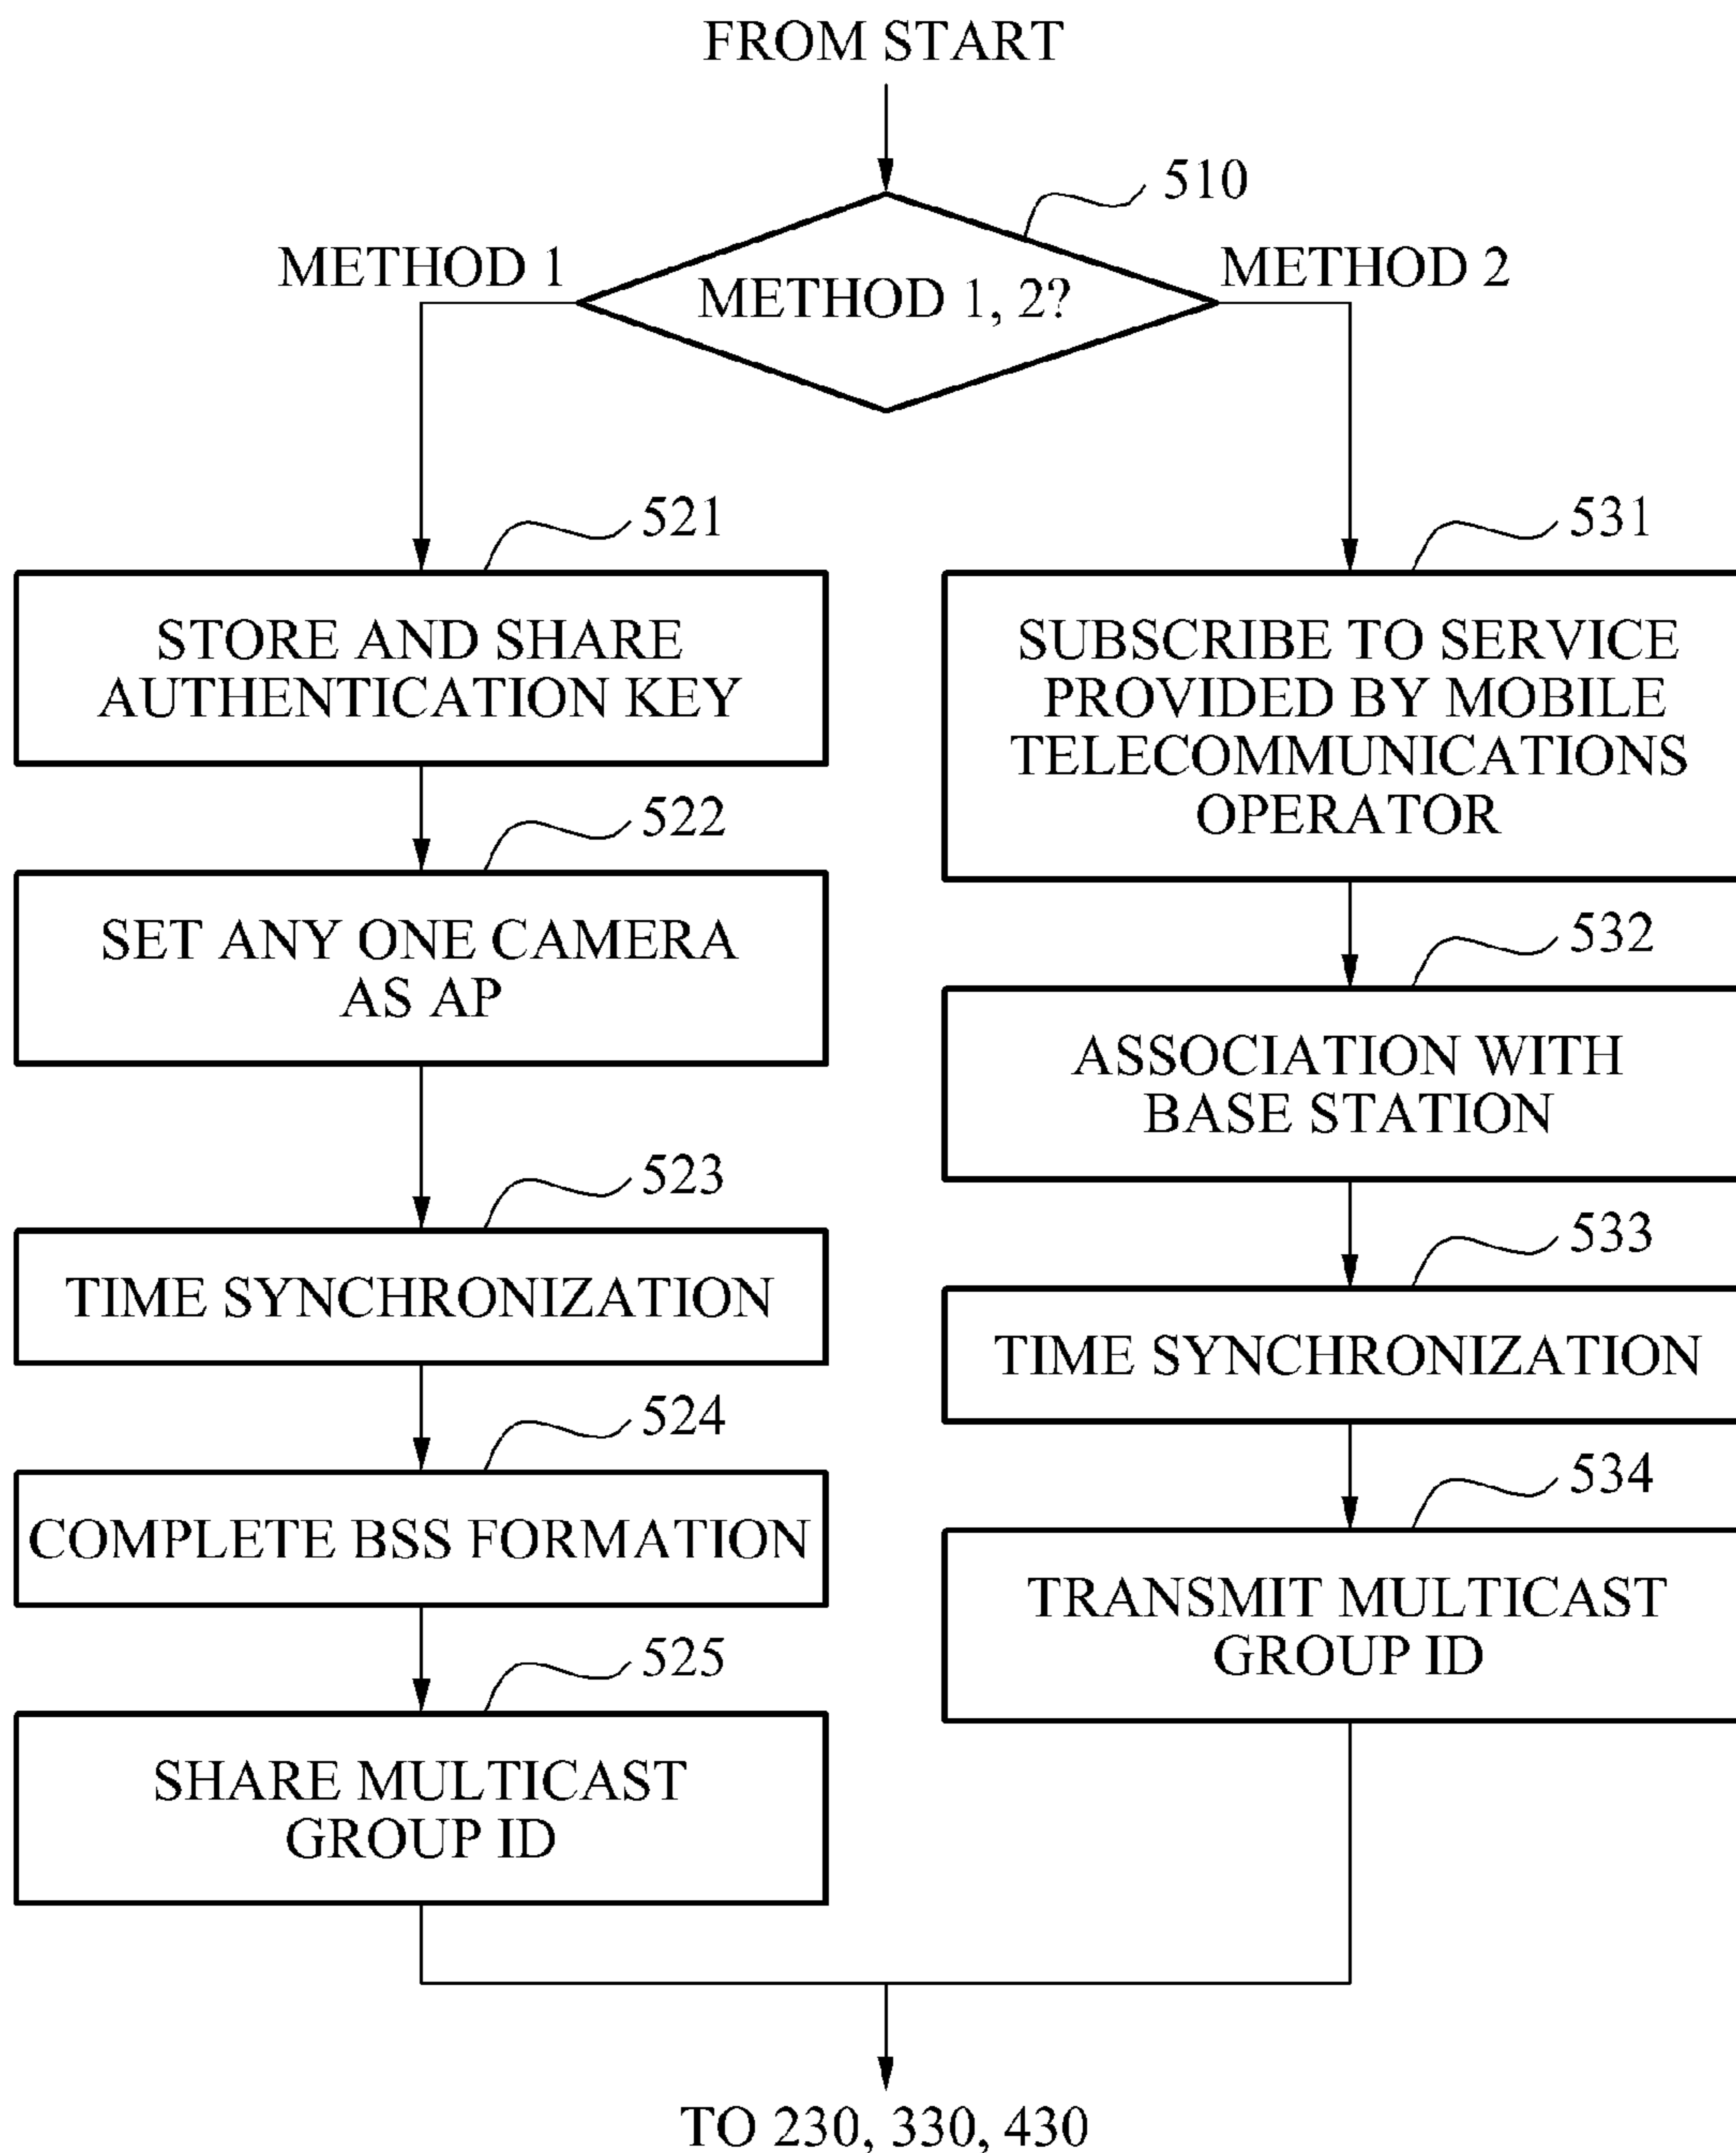 FROM START
510
METHOD 1
METHOD 1, 2?
METHOD 2
521
STORE AND SHARE
AUTHENTICATION KEY
522
SET ANY ONE CAMERA
AS AP
523
TIME SYNCHRONIZATION
524
COMPLETE BSS FORMATION
525
SHARE MULTICAST
GROUP ID
531
SUBSCRIBE TO SERVICE
PROVIDED BY MOBILE
TELECOMMUNICATIONS
OPERATOR
532
ASSOCIATION WITH
BASE STATION
533
TIME SYNCHRONIZATION
534
TRANSMIT MULTICAST
GROUP ID
TO 230, 330, 430